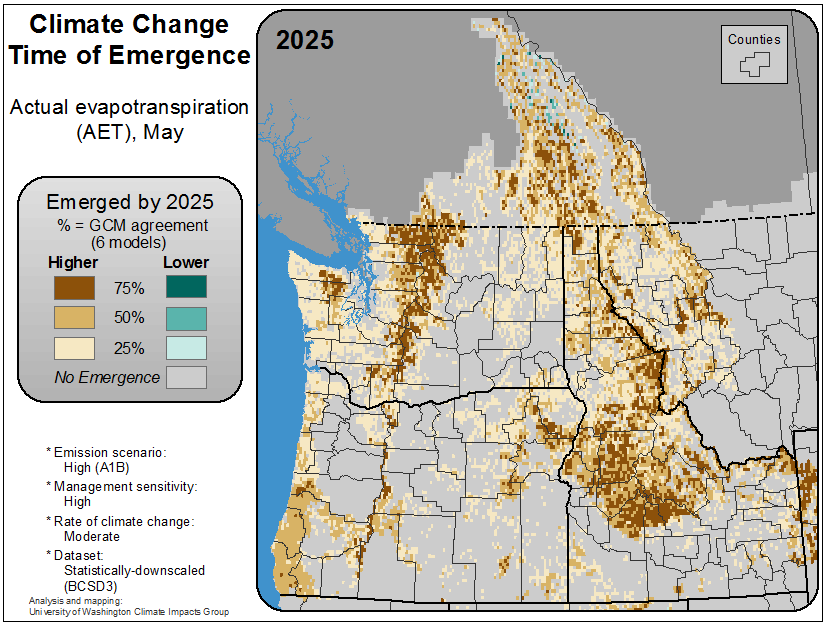 Climate Change
Time of Emergence
Actual evapotranspiration
(AET), May
Emerged by 2025
% = GCM agreement
(6 models)
Higher Lower
75%
50%
25%
No Emergence
* Emission scenario:
High (A1B)
* Management sensitivity:
High
* Rate of climate change:
Moderate
* Dataset:
Statistically-downscaled
(BCSD3)
Analysis and mapping:
University of Washington Climate Impacts Group
2025
Counties